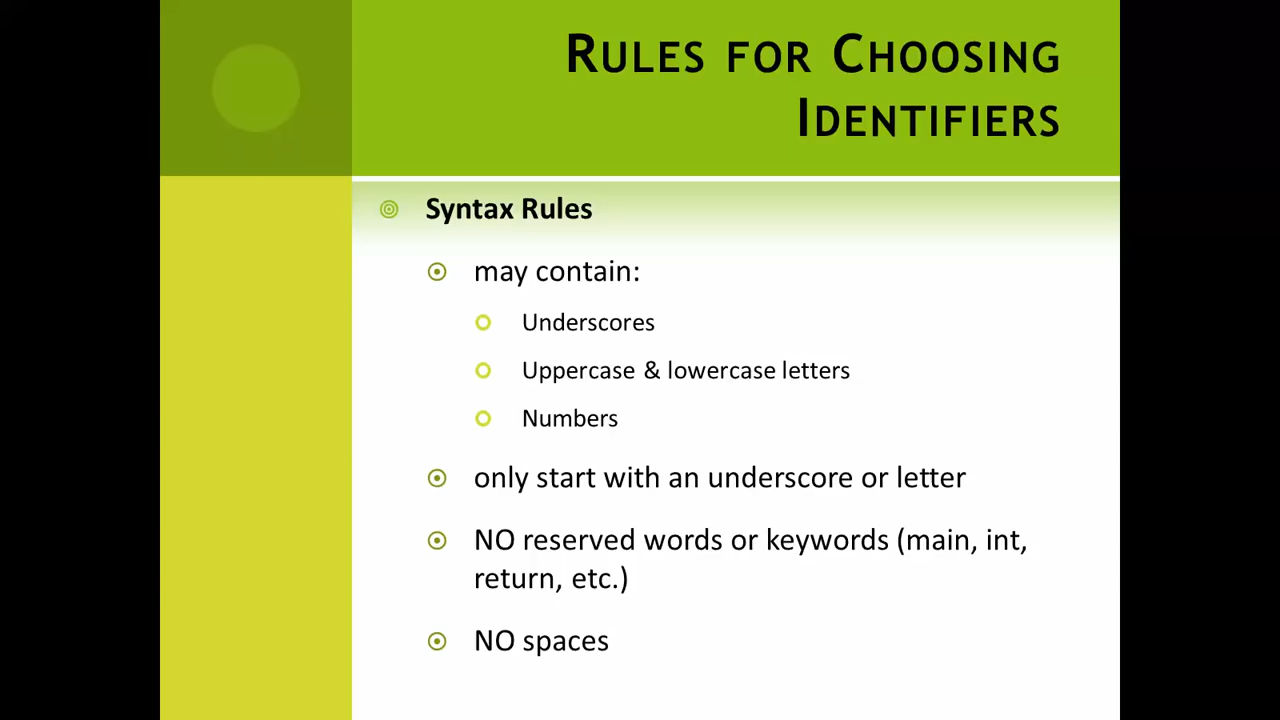 RULES FOR CHOOSING
IDENTIFIERS
Syntax Rules
may contain:
Underscores
Uppercase & lowercase letters
Numbers
only start with an underscore or letter
NO reserved words or keywords (main, int,
return, etc.)
NO spaces